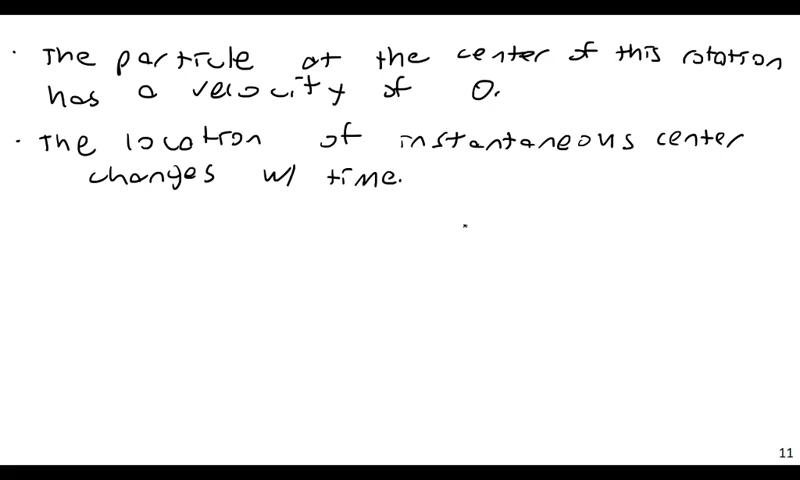 · The particle at the center of this rotation
has a velocity of 0.
· The location of instantaneous center
changes w/ time.
11